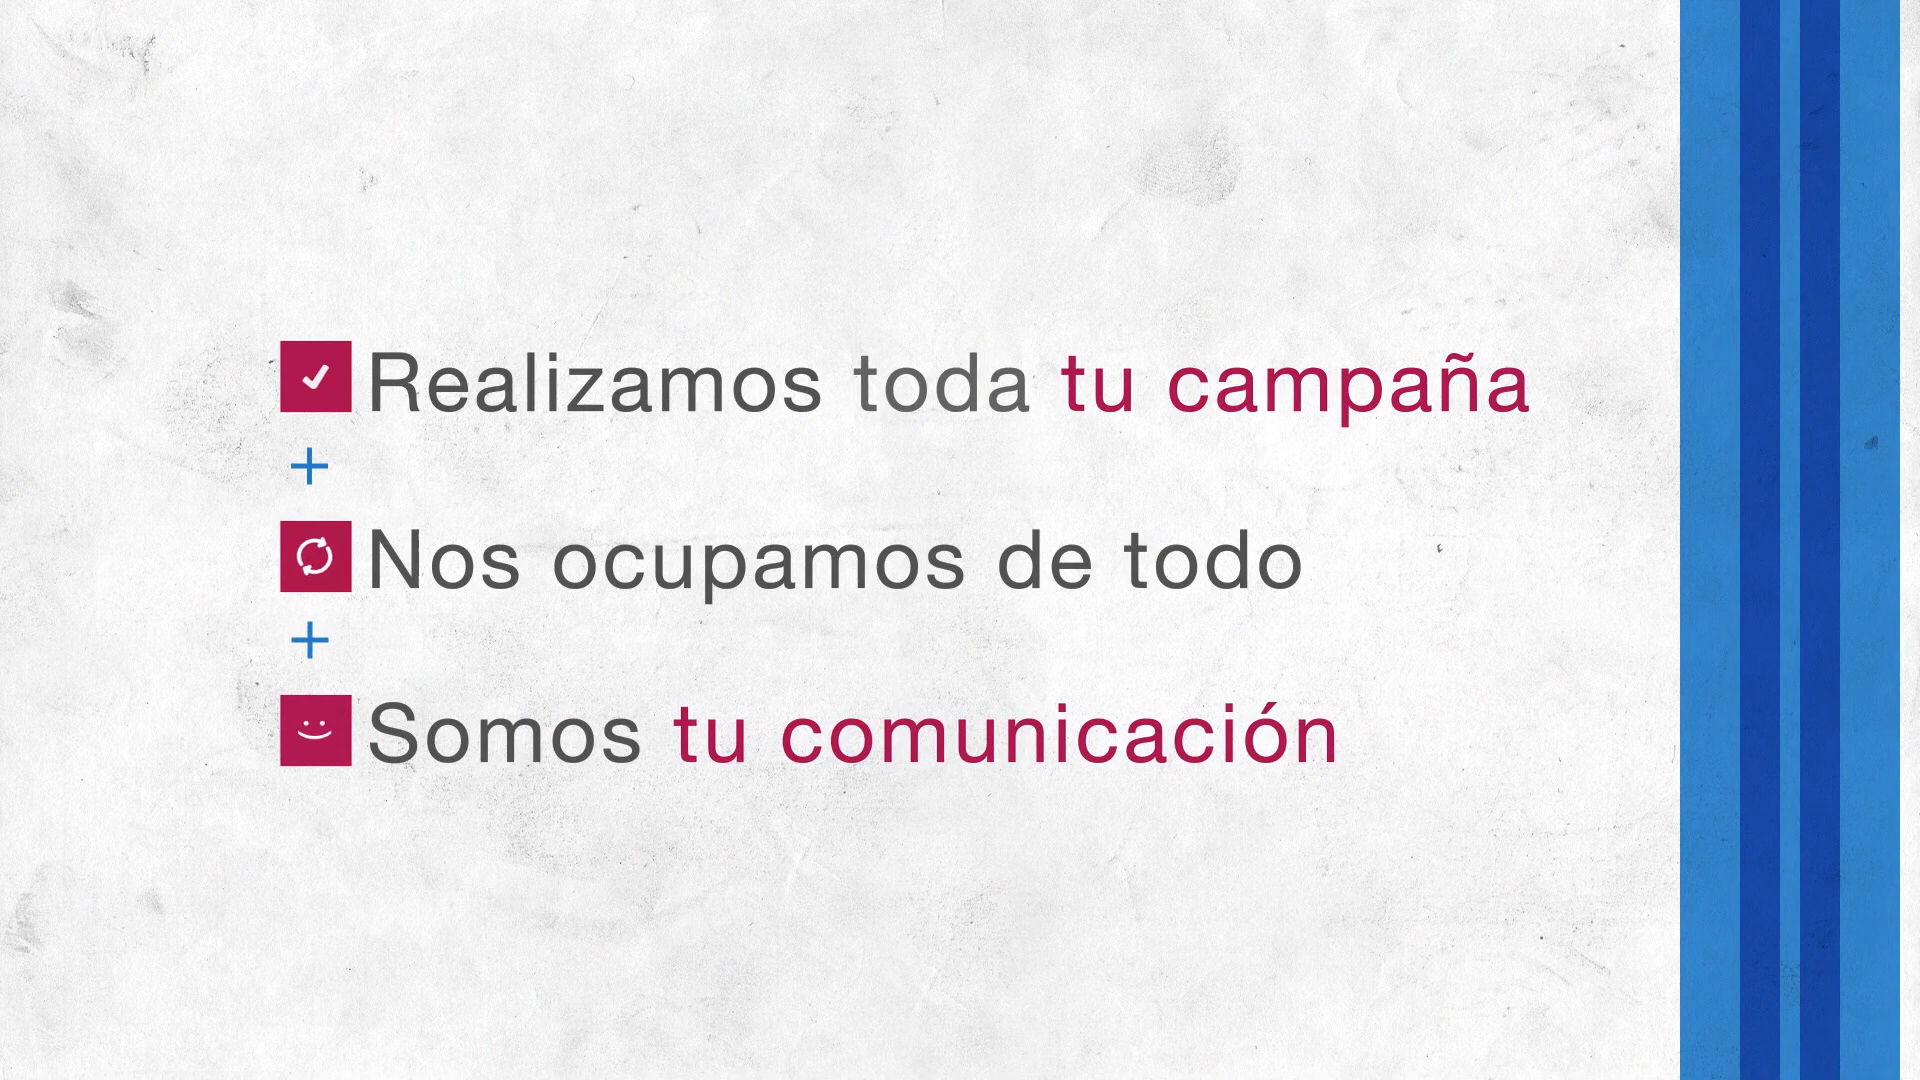 Realizamos toda tu campaña
+
Nos ocupamos de todo
+
Somos tu comunicación